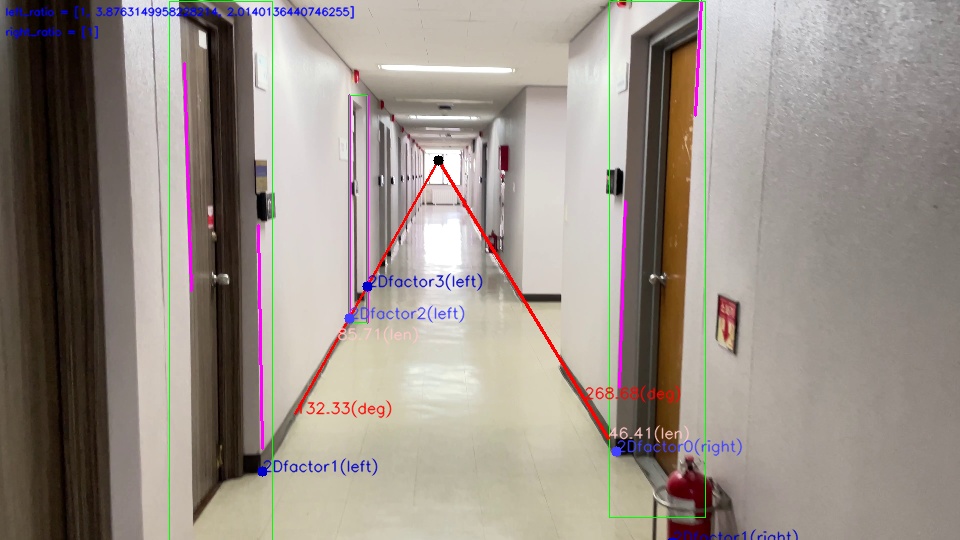 left_ratio = [1, 3.8763149958228214, 2.0140136440746255]
right_ratio = [1]
2Dfactor3(left)
2Dfactor2(left)
85.71(len)
132.33(deg)
268.68(deg)
46.41(len)
2Dfactor0(right)
2Dfactor1(left)
2Dfactor1(right)